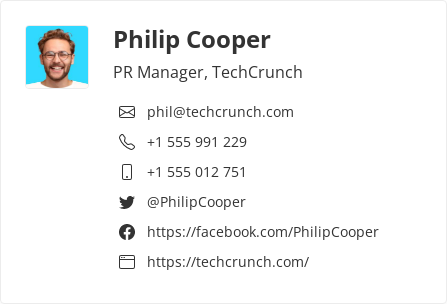 Philip Cooper
PR Manager, TechCrunch
phil@techcrunch.com
+1 555 991 229
+1 555 012 751
@PhilipCooper
https://facebook.com/PhilipCooper
https://techcrunch.com/